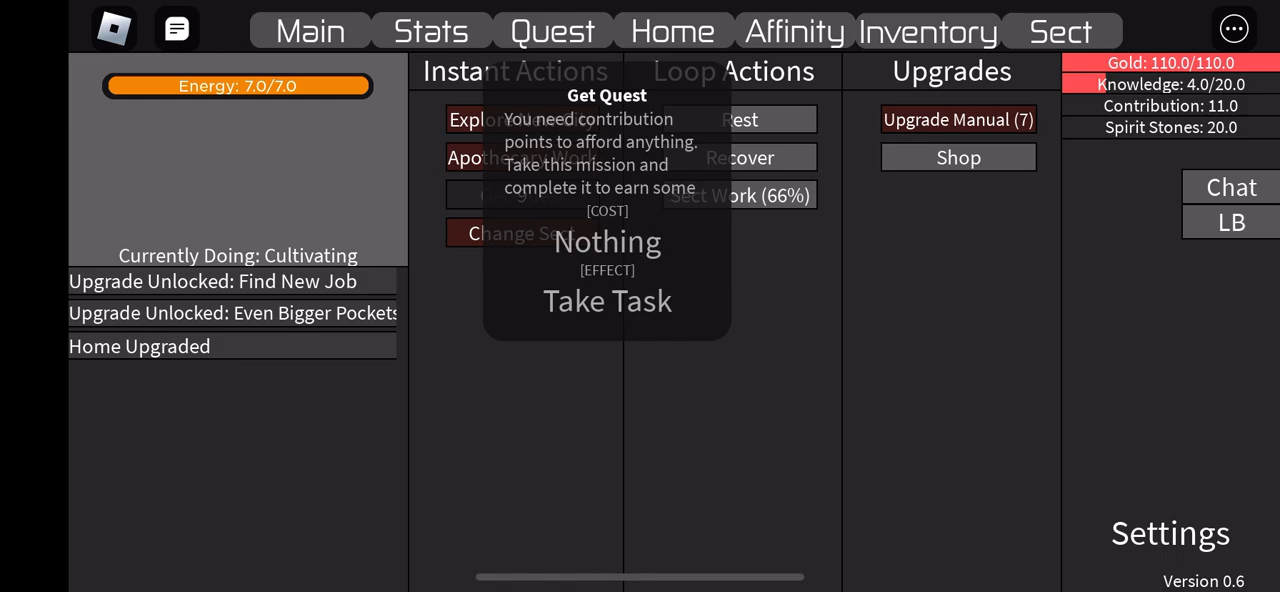 Main Stats Quest Home Affinity Inventory Sect
Energy: 7.0/7.0
Currently Doing: Cultivating
Upgrade Unlocked: Find New Job
Upgrade Unlocked: Even Bigger Pockets
Home Upgraded
Instant Actions
Apothecary Work
Change Sect
Get Quest
You need contribution
points to afford anything.
Take this mission and
complete it to earn some
[COST]
Nothing
[EFFECT]
Take Task
Loop Actions
Rest
Recover
Sect Work (66%)
Upgrades
Upgrade Manual (7)
Shop
Gold: 110.0/110.0
Knowledge: 4.0/20.0
Contribution: 11.0
Spirit Stones: 20.0
Chat
LB
Settings
Version 0.6